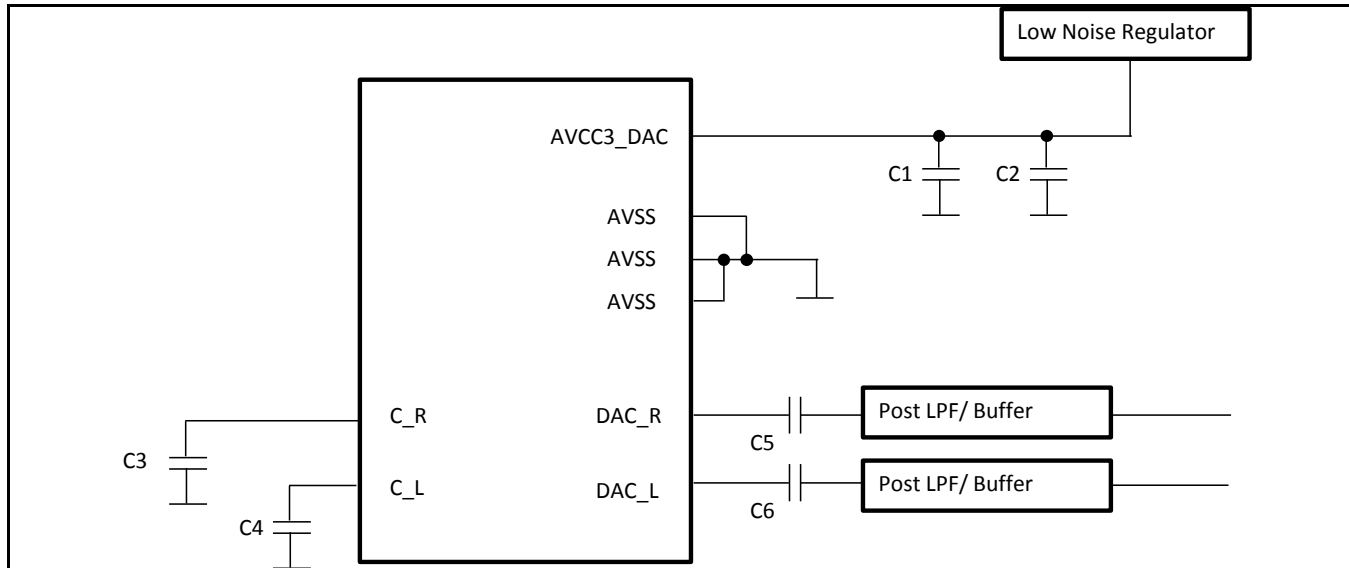 Low Noise Regulator
AVCC3_DAC
C1
C2
AVSS
AVSS
AVSS
C_R
DAC_R
Post LPF/ Buffer
C5
C3
C_L
DAC_L
Post LPF/ Buffer
C6
C4